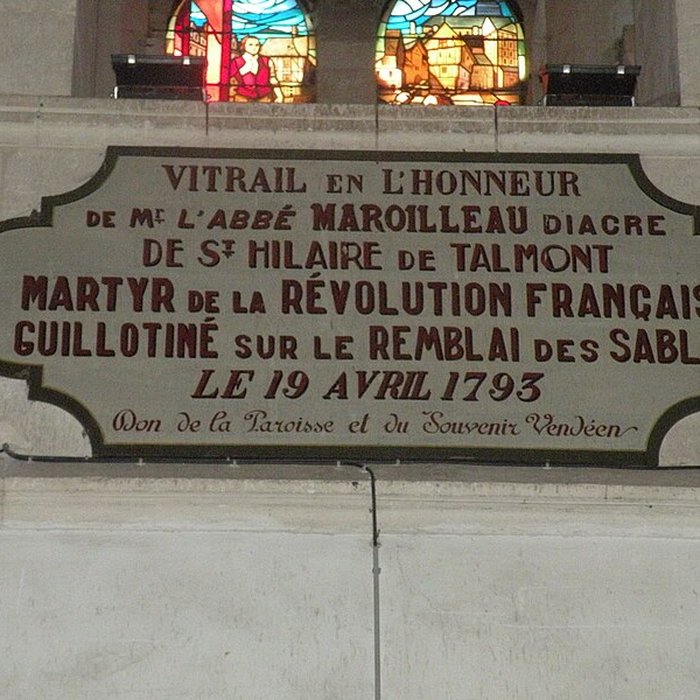 VITRAIL EN L'HONNEUR
DE Mr. L'ABBÉ MAROILLEAU DIACRE
DE St. HILAIRE DE TALMONT
MARTYR DE LA RÉVOLUTION FRANÇAIS
GUILLOTINÉ SUR LE REMBLAI DES SABL
LE 19 AVRIL 1793
Don de la Paroisse et du Souvenir Vendéen